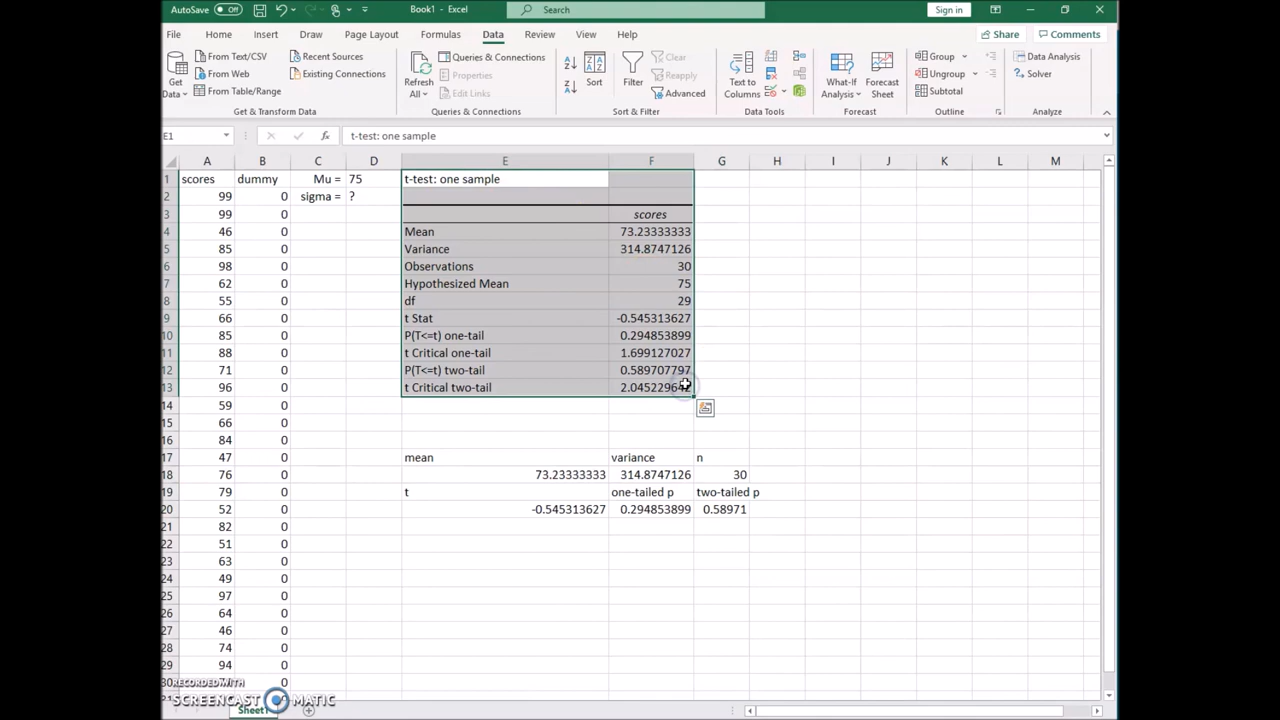 AutoSave Off Book1 - Excel Search Sign in
File Home Insert Draw Page Layout Formulas Data Review View Help Share Comments
Get Data From Text/CSV From Web From Table/Range Recent Sources Existing Connections
Refresh All Queries & Connections Properties Edit Links
Sort Filter Clear Reapply Advanced
Text to Columns What-If Analysis Forecast Sheet
Group Ungroup Subtotal Data Analysis Solver
Get & Transform Data Queries & Connections Sort & Filter Data Tools Forecast Outline Analyze
E1 fx t-test: one sample
A B C D E F G H I J K L M
1 scores dummy Mu = 75 t-test: one sample
2 99 0 sigma = ?
3 99 0 scores
4 46 0 Mean 73.23333333
5 85 0 Variance 314.8747126
6 98 0 Observations 30
7 62 0 Hypothesized Mean 75
8 55 0 df 29
9 66 0 t Stat -0.545313627
10 85 0 P(T<=t) one-tail 0.294853899
11 88 0 t Critical one-tail 1.699127027
12 71 0 P(T<=t) two-tail 0.589707797
13 96 0 t Critical two-tail
14 59 0
15 66 0
16 84 0
17 47 0 mean variance n
18 76 0 73.23333333 314.8747126 30
19 79 0 t one-tailed p two-tailed p
20 52 0 -0.545313627 0.294853899 0.58971
21 82 0
22 51 0
23 63 0
24 49 0
25 97 0
26 64 0
27 46 0
28 74 0
29 94 0
30 0
RECORDED WITH
SCREENCAST MATIC
Sheet1